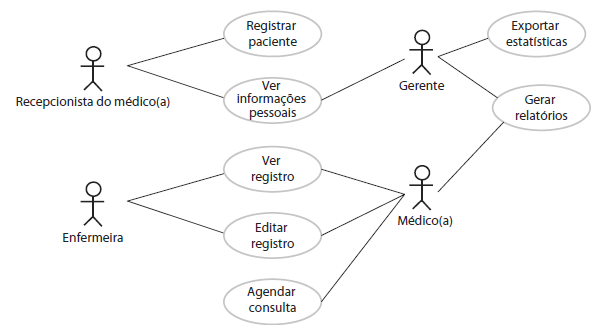 Registrar
paciente
Exportar
estatísticas
Recepcionista do médico(a)
Ver
informações
pessoais
Gerente
Gerar
relatórios
Ver
registro
Enfermeira
Editar
registro
Médico(a)
Agendar
consulta